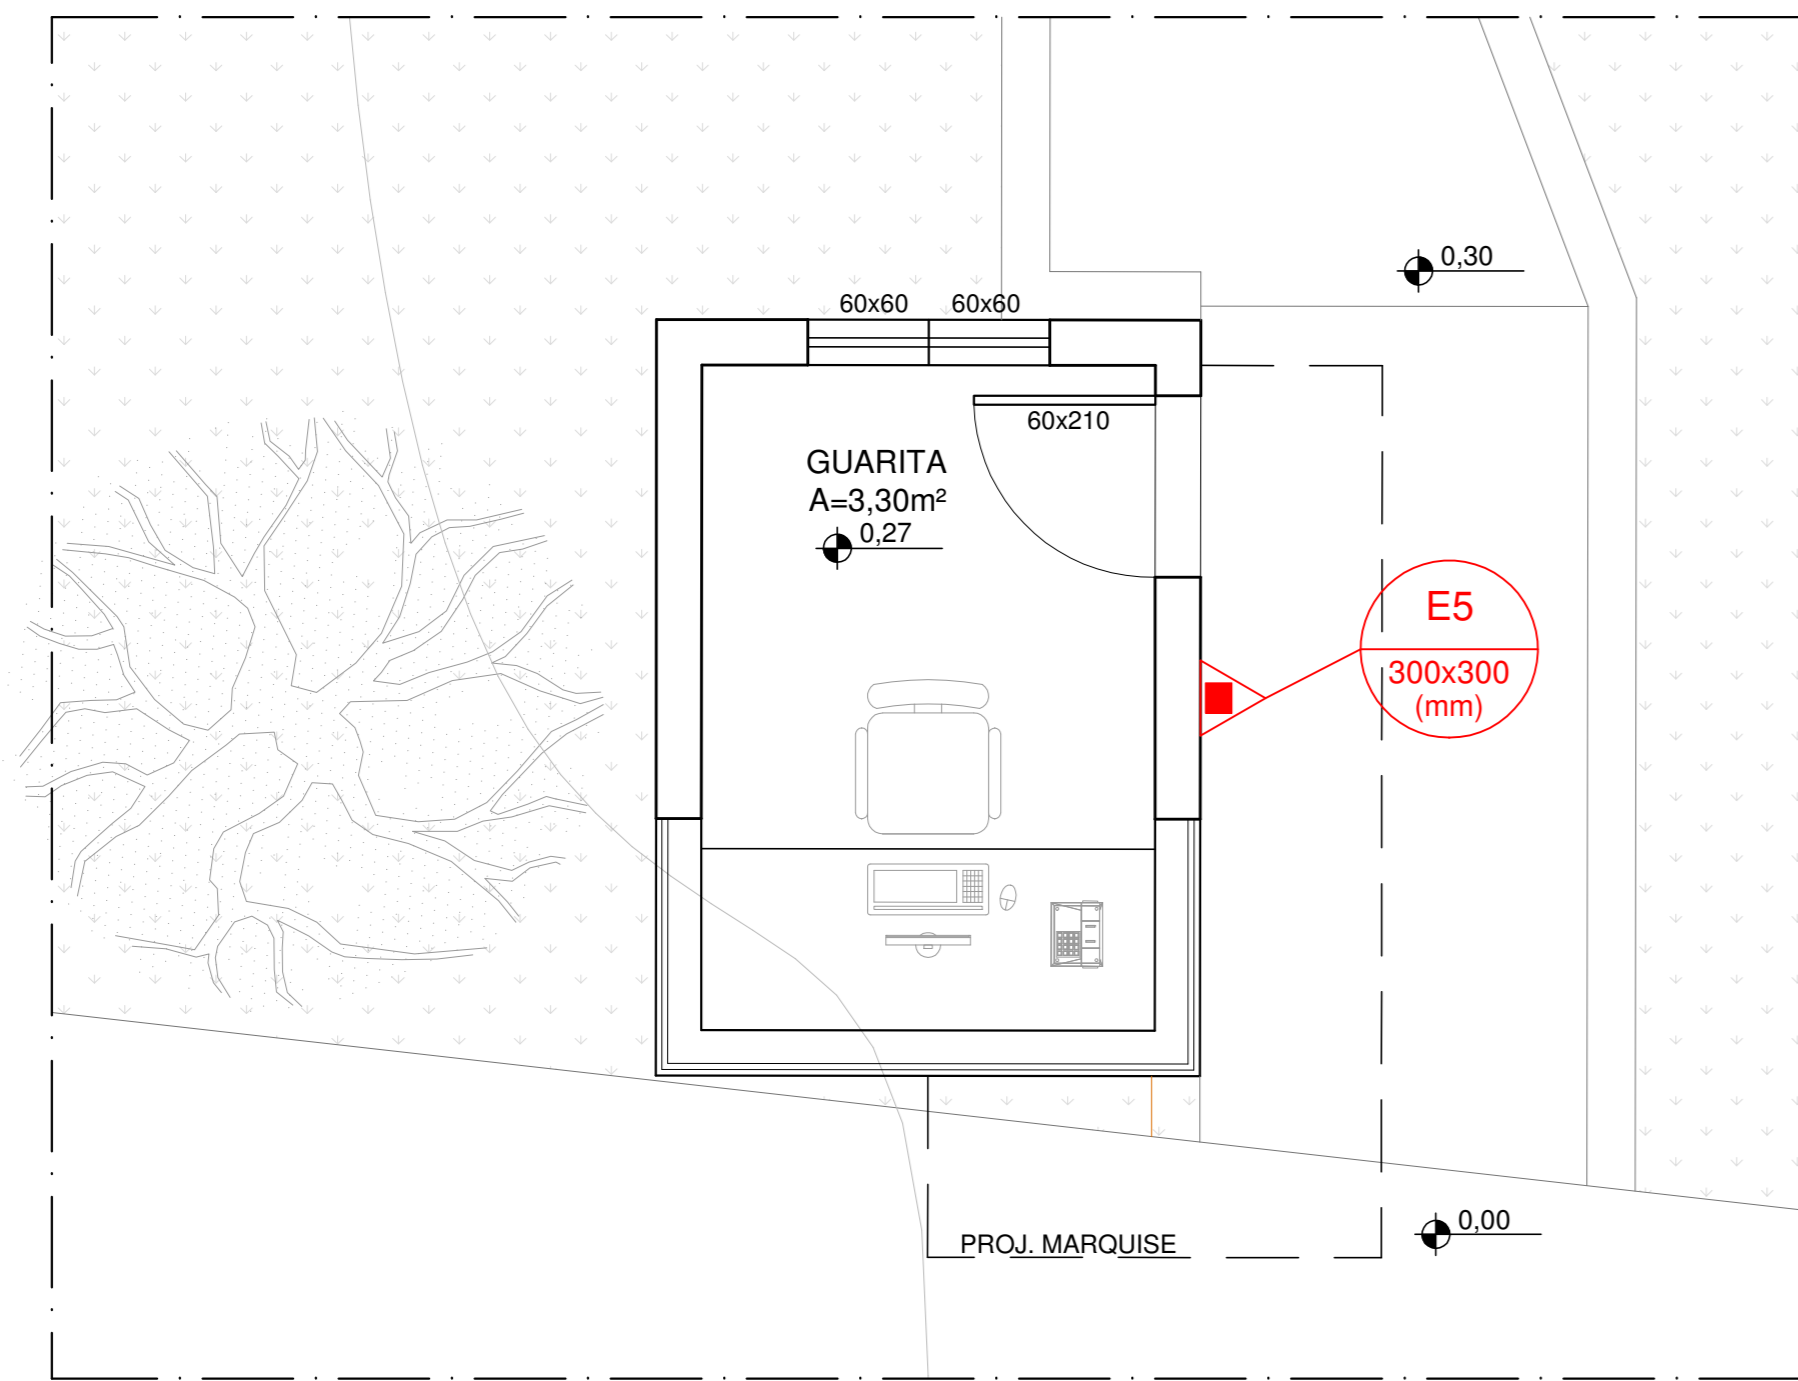 0,30
60x60 60x60
60x210
GUARITA
A=3,30m²
0,27
E5
300x300
(mm)
0,00
PROJ. MARQUISE